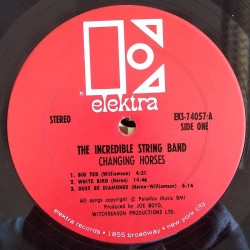 elektra
STEREO
EKS-74057-A
SIDE ONE
THE INCREDIBLE STRING BAND
CHANGING HORSES
1. BIG TED (Williamson) 4:21
2. WHITE BIRD (Heron) 14:46
3. DUST BE DIAMONDS (Heron-Williamson) 6:14
All songs copyright © Paradox Music BMI
Produced by JOE BOYD,
WITCHSEASON PRODUCTIONS LTD.
elektra records • 1855 broadway • new york city